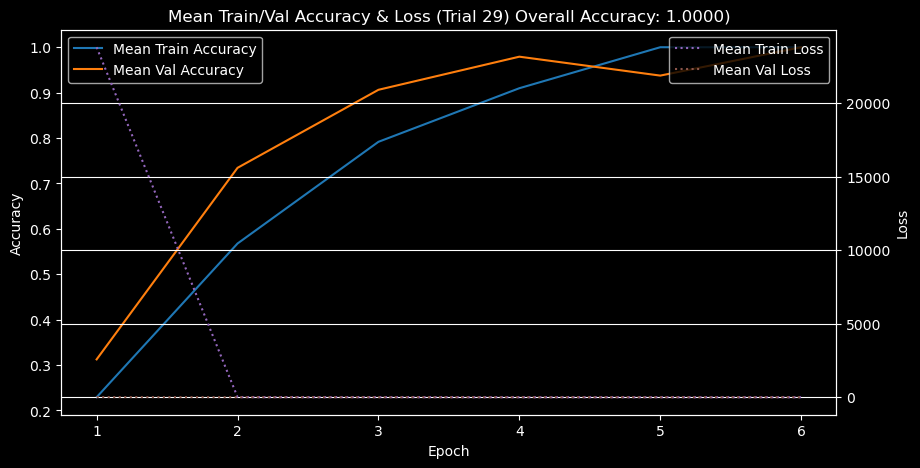 Mean Train/Val Accuracy & Loss (Trial 29) Overall Accuracy: 1.0000)
Mean Train Accuracy
Mean Val Accuracy
Mean Train Loss
Mean Val Loss
Accuracy
1.0
0.9
0.8
0.7
0.6
0.5
0.4
0.3
0.2
20000
15000
10000
5000
0
Loss
1 2 3 4 5 6
Epoch